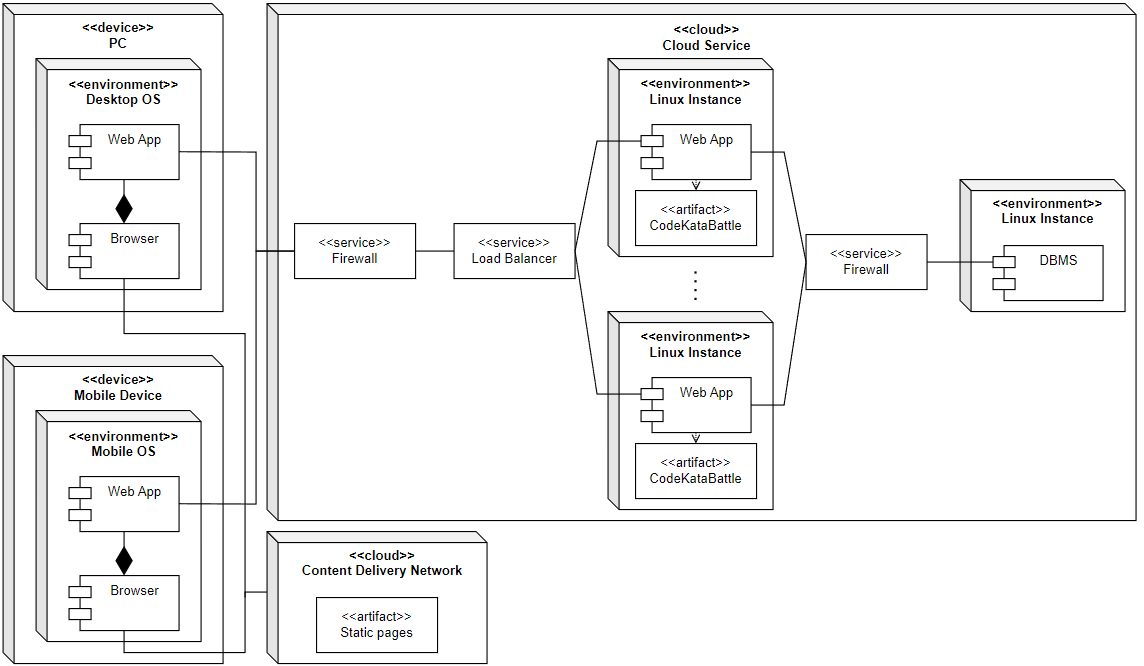 <<device>>
PC
<<environment>>
Desktop OS
Web App
Browser
<<device>>
Mobile Device
<<environment>>
Mobile OS
Web App
Browser
<<cloud>>
Cloud Service
<<service>>
Firewall
<<service>>
Load Balancer
<<environment>>
Linux Instance
Web App
<<artifact>>
CodeKataBattle
<<environment>>
Linux Instance
Web App
<<artifact>>
CodeKataBattle
<<service>>
Firewall
<<environment>>
Linux Instance
DBMS
<<cloud>>
Content Delivery Network
<<artifact>>
Static pages